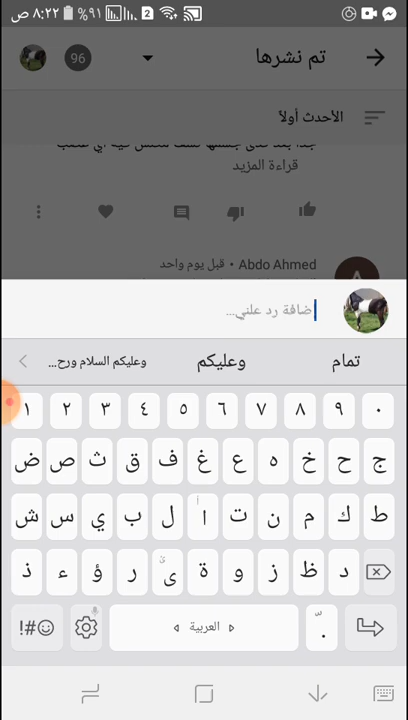 ٨:٢٢ ص ٩١% 2
تم نشرها 96
الأحدث أولاً
قراءة المزيد
Abdo Ahmed • قبل يوم واحد
إضافة رد علني...
تمام وعليكم وعليكم السلام ورح...
١ ٢ ٣ ٤ ٥ ٦ ٧ ٨ ٩ ٠
ض ص ث ق ف غ ع ه خ ح ج
ش س ي ب ل ا ت ن م ك ط
ذ ء ؤ ر ى ة و ز ظ د
!#☺ العربية .